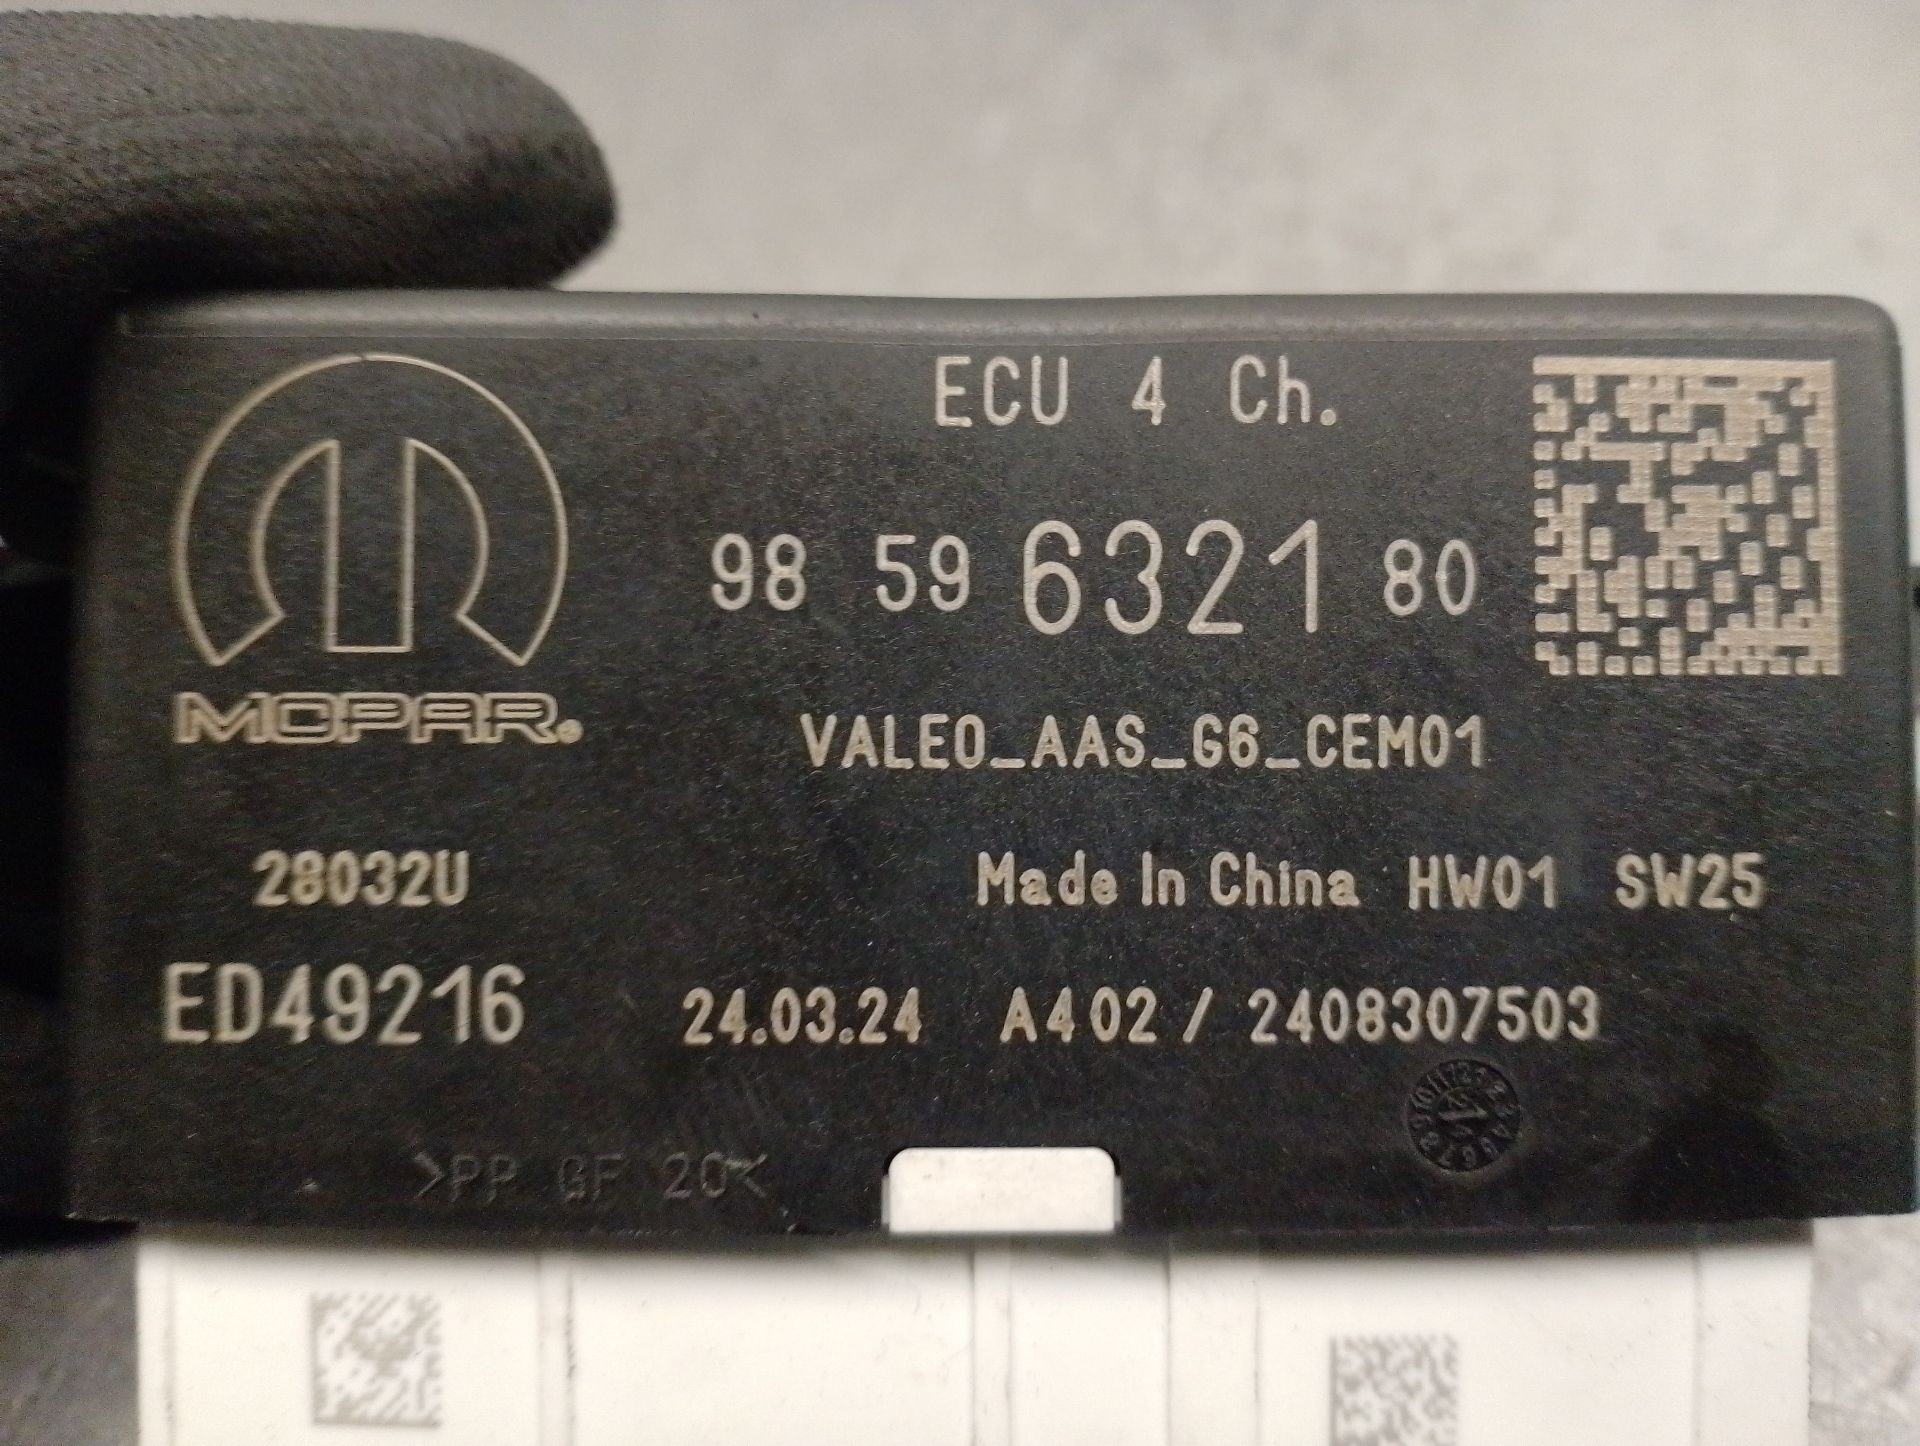 ECU 4 Ch.
98 59 6321 80
MOPAR.
VALEO_AAS_G6_CEM01
28032U
Made In China HW01 SW25
ED49216
24.03.24 A402 / 2408307503
>PP GF 20<